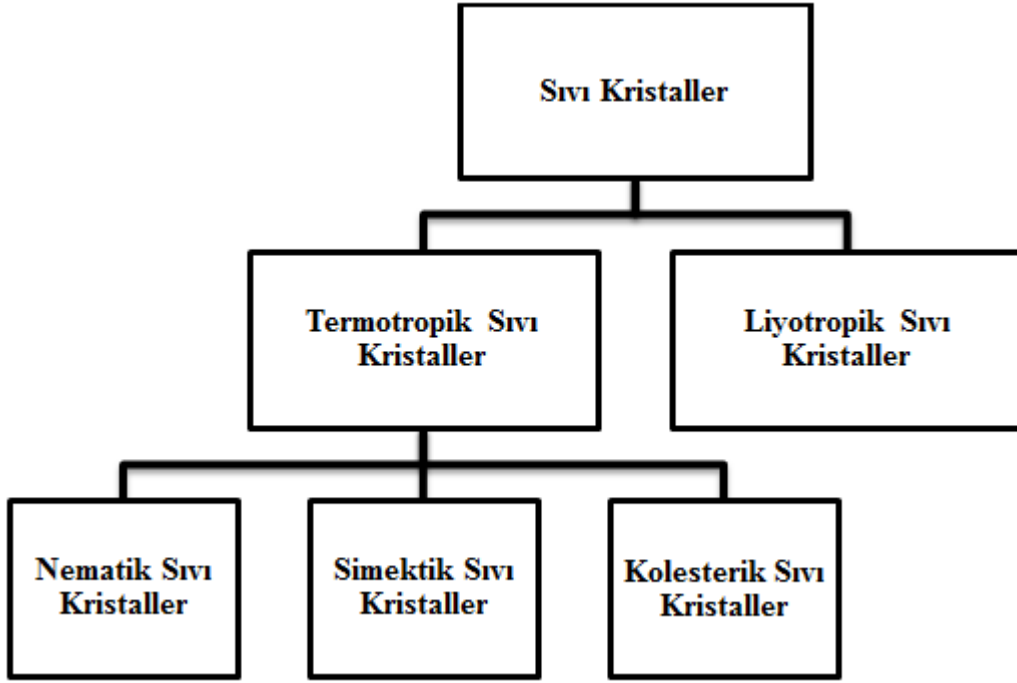 Sıvı Kristaller
Termotropik Sıvı
Kristaller
Liyotropik Sıvı
Kristaller
Nematik Sıvı
Kristaller
Simektik Sıvı
Kristaller
Kolesterik Sıvı
Kristaller